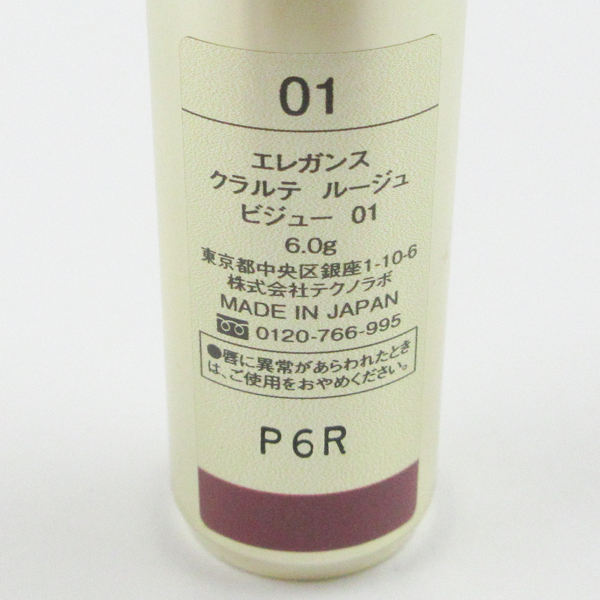 01
エレガンス
クラルテ ルージュ
ビジュー 01
6.0g
東京都中央区銀座1-10-6
株式会社テクノラボ
MADE IN JAPAN
0120-766-995
●唇に異常があらわれたとき
は、ご使用をおやめください。
P6R